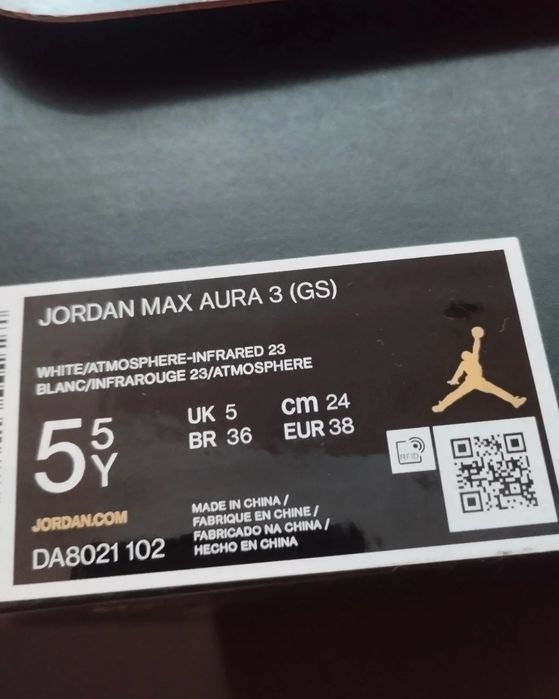 JORDAN MAX AURA 3 (GS)
WHITE/ATMOSPHERE-INFRARED 23
BLANC/INFRAROUGE 23/ATMOSPHERE
5 5Y
UK 5 cm 24
BR 36 EUR 38
RFID
JORDAN.COM
DA8021 102
MADE IN CHINA /
FABRIQUE EN CHINE /
FABRICADO NA CHINA /
HECHO EN CHINA